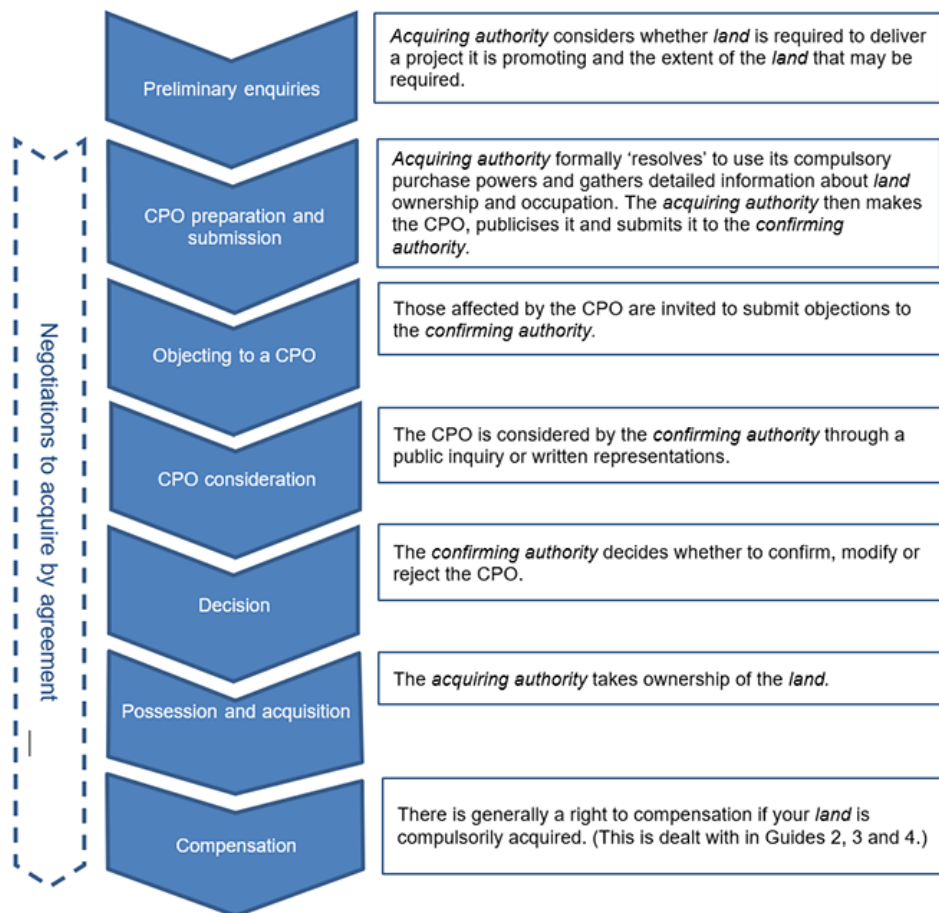 Preliminary enquiries
Acquiring authority considers whether land is required to deliver
a project it is promoting and the extent of the land that may be
required.
Negotiations to acquire by agreement
CPO preparation and
submission
Acquiring authority formally ‘resolves’ to use its compulsory
purchase powers and gathers detailed information about land
ownership and occupation. The acquiring authority then makes
the CPO, publicises it and submits it to the confirming
authority.
Objecting to a CPO
Those affected by the CPO are invited to submit objections to
the confirming authority.
CPO consideration
The CPO is considered by the confirming authority through a
public inquiry or written representations.
Decision
The confirming authority decides whether to confirm, modify or
reject the CPO.
Possession and acquisition
The acquiring authority takes ownership of the land.
Compensation
There is generally a right to compensation if your land is
compulsorily acquired. (This is dealt with in Guides 2, 3 and 4.)